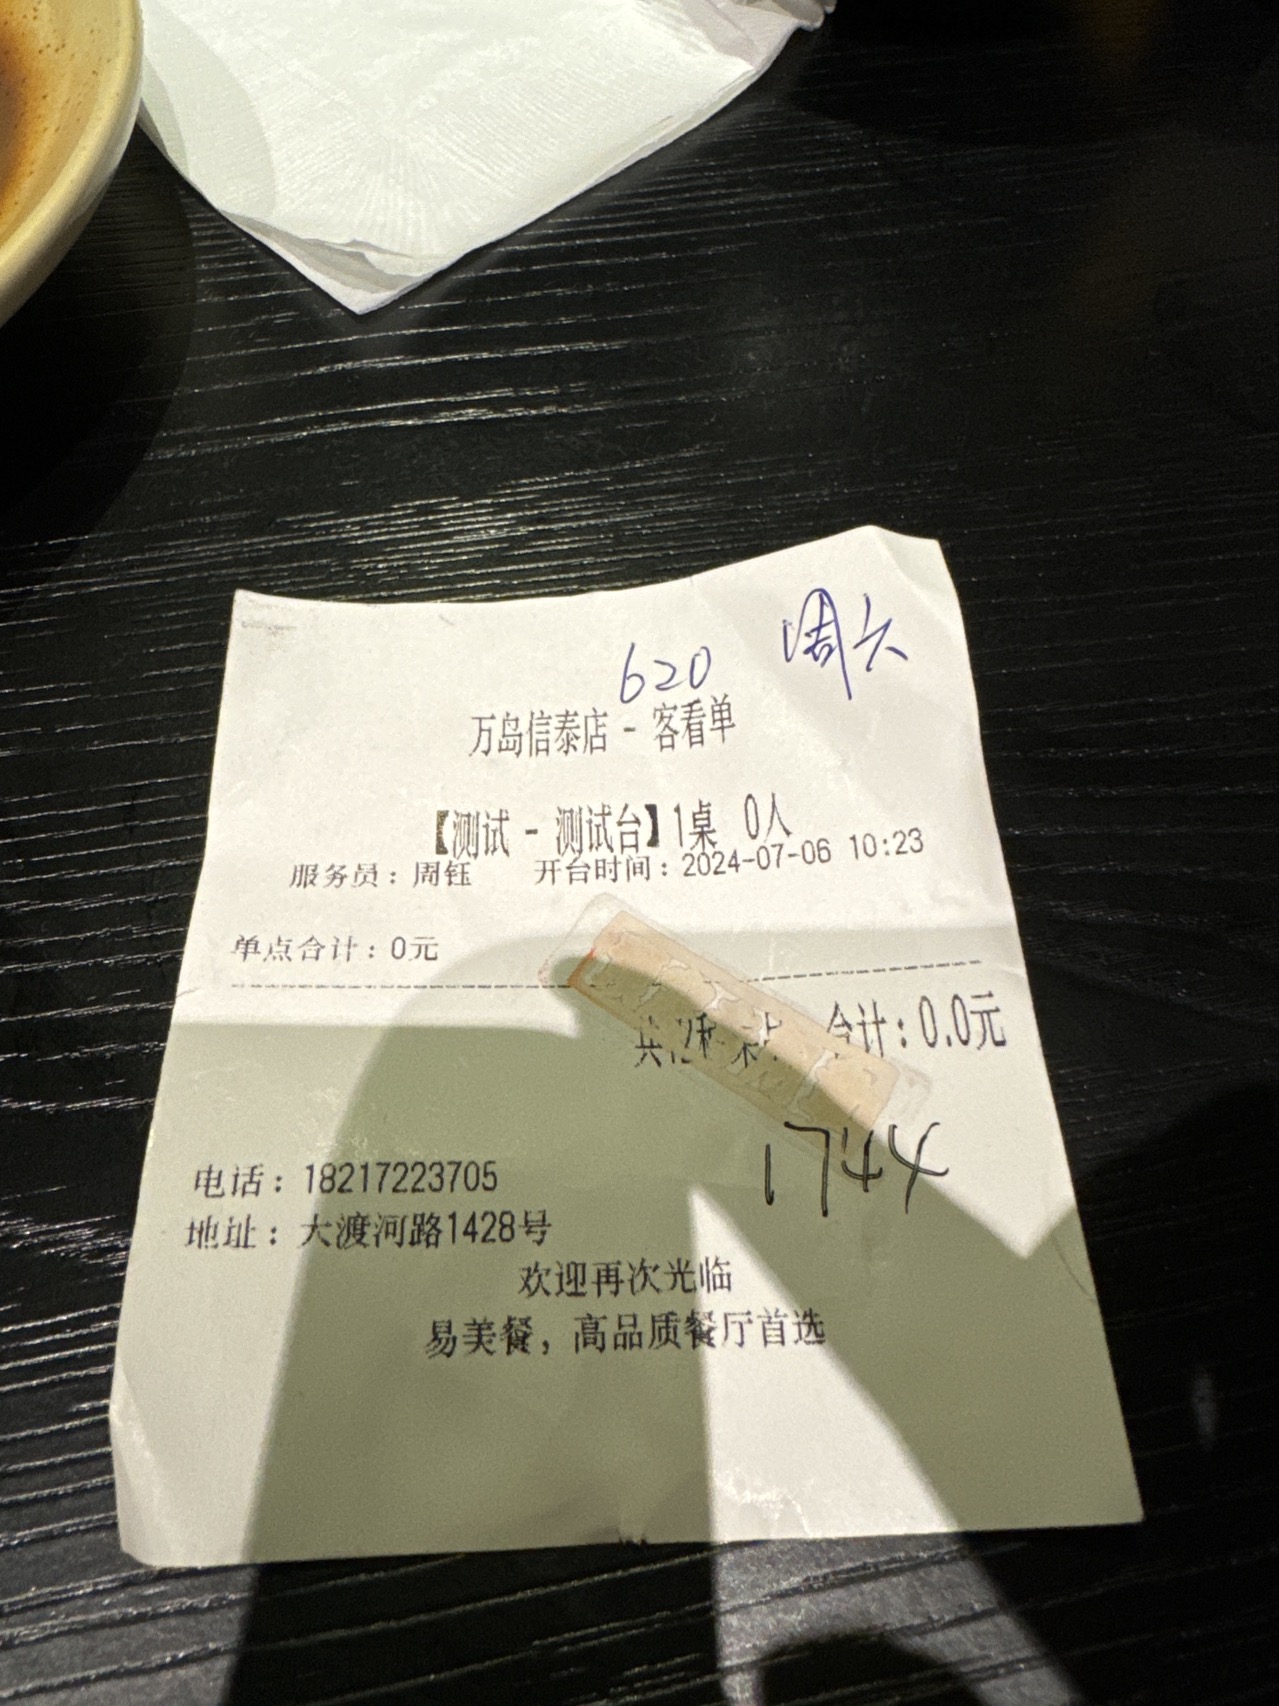 620 周六
万岛信泰店 - 客看单
【测试 - 测试台】1桌 0人
服务员：周钰 开台时间：2024-07-06 10:23
单点合计：0元
合计：0.0元
1744
电话：18217223705
地址：大渡河路1428号
欢迎再次光临
易美餐，高品质餐厅首选